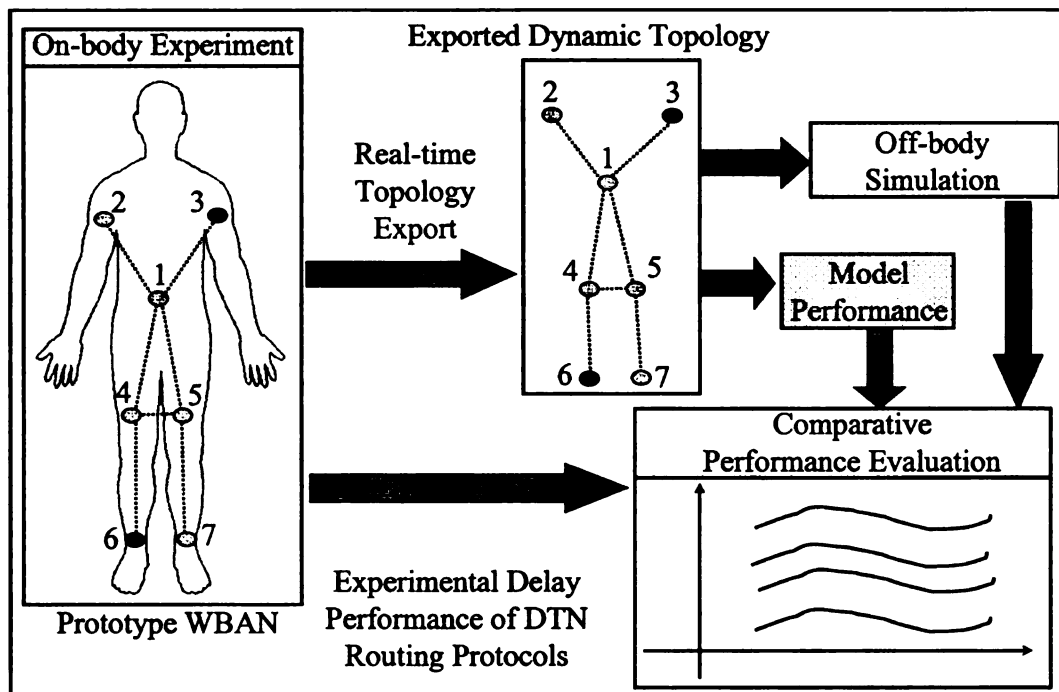 On-body Experiment
2
3
1
4
5
6
7
Prototype WBAN
Real-time
Topology
Export
Exported Dynamic Topology
2
3
1
4
5
6
7
Off-body
Simulation
Model
Performance
Experimental Delay
Performance of DTN
Routing Protocols
Comparative
Performance Evaluation